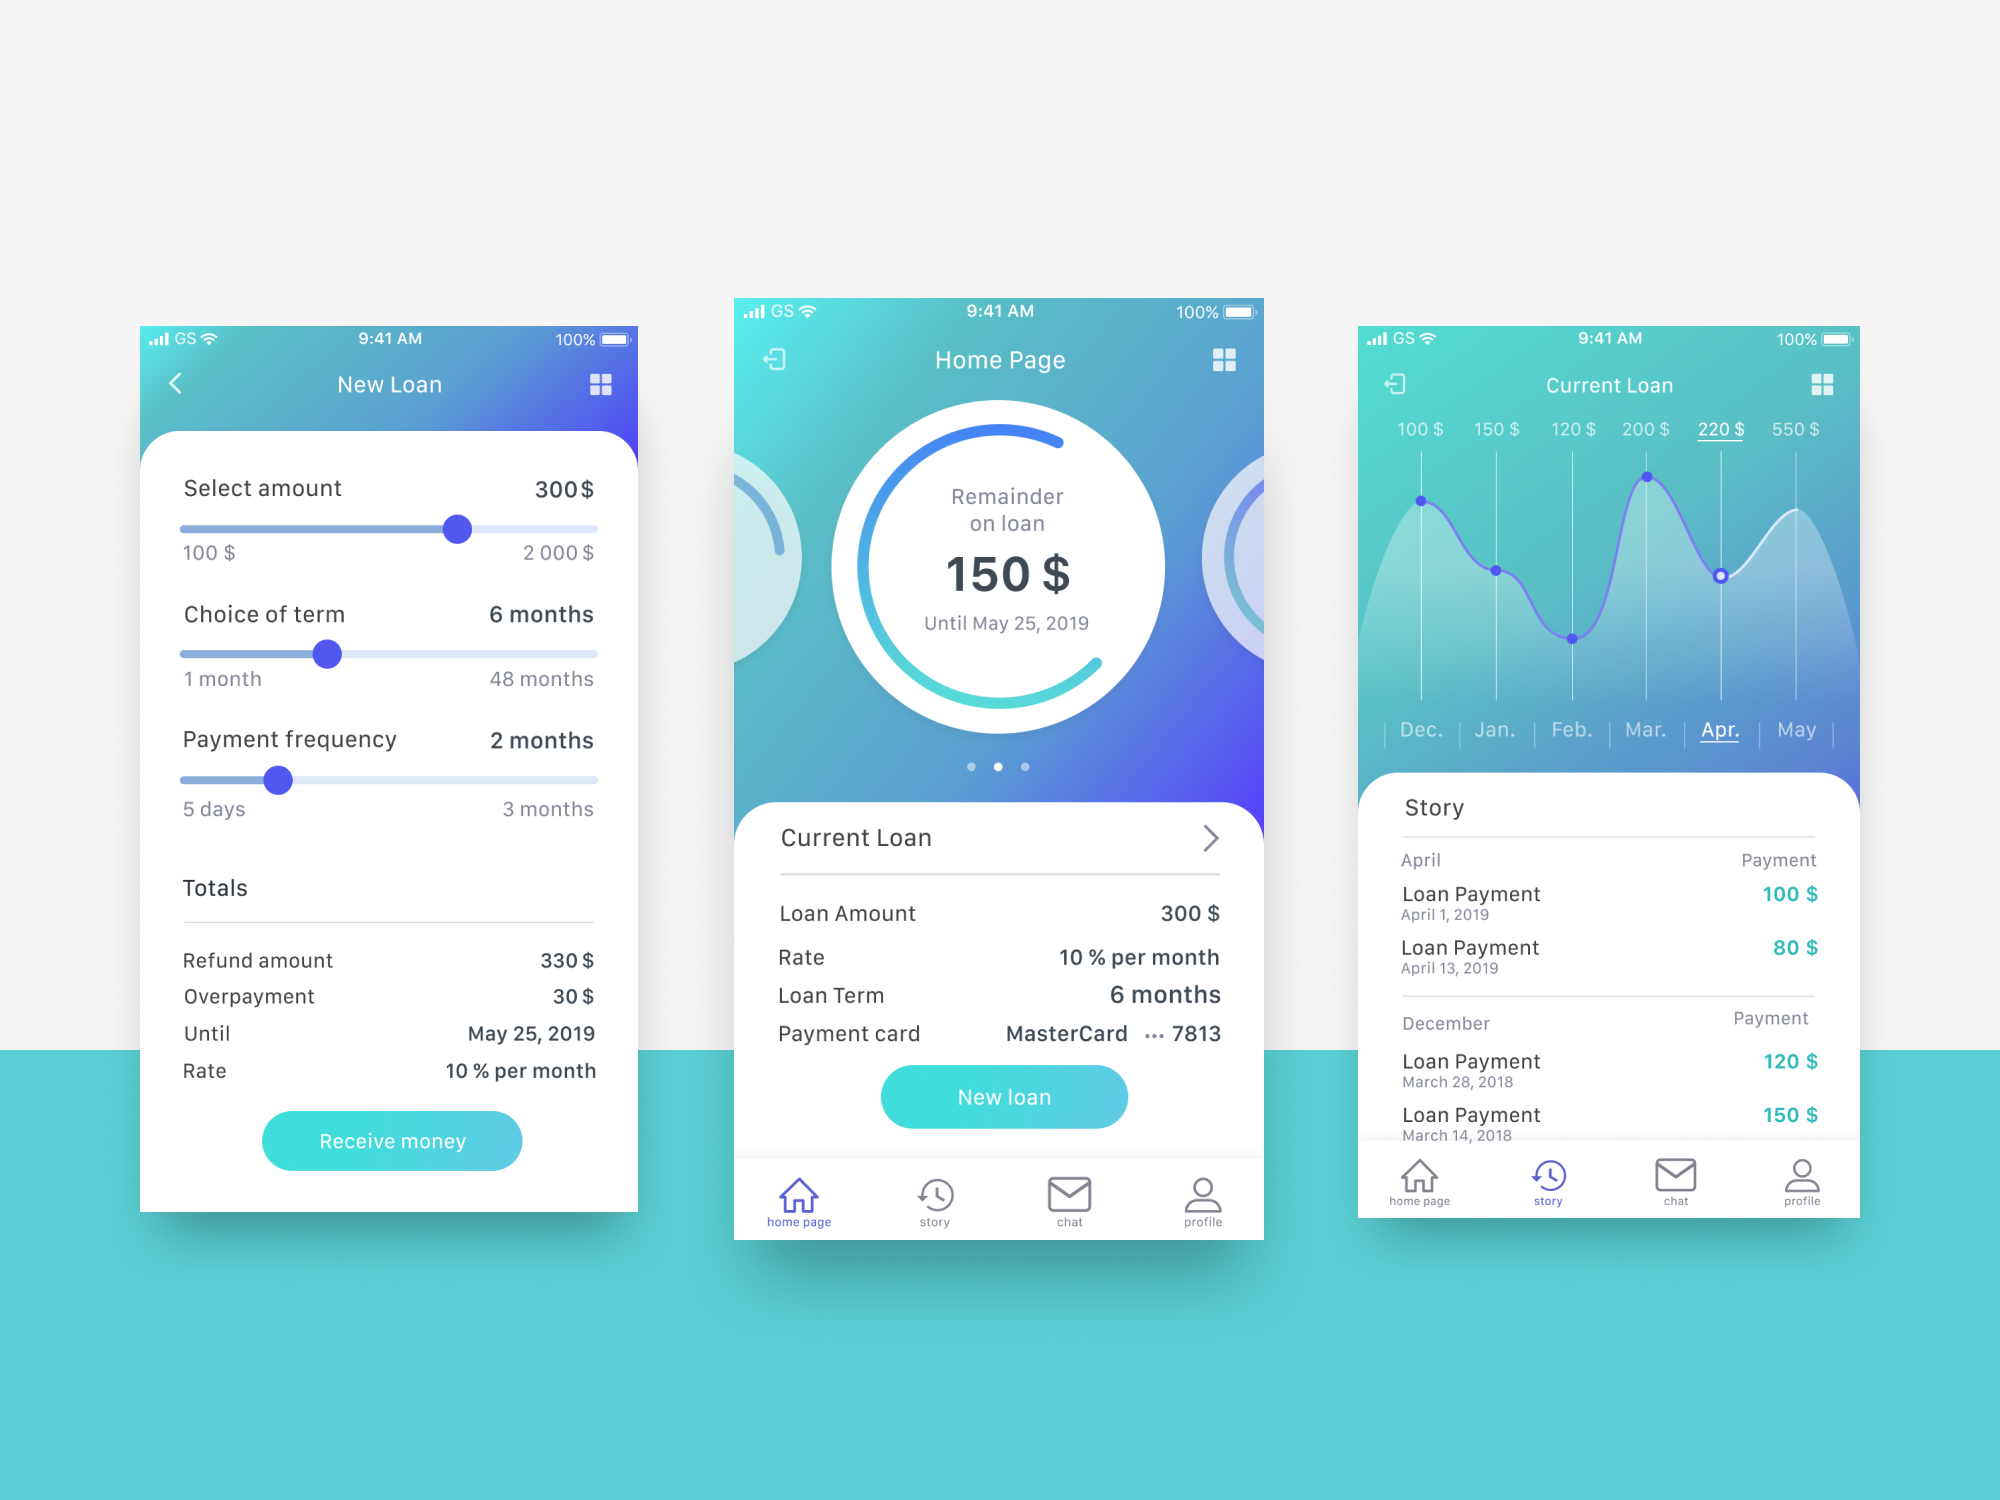 GS 9:41 AM 100%
New Loan
Select amount 300 $
100 $ 2 000 $
Choice of term 6 months
1 month 48 months
Payment frequency 2 months
5 days 3 months
Totals
Refund amount 330 $
Overpayment 30 $
Until May 25, 2019
Rate 10 % per month
Receive money
GS 9:41 AM 100%
Home Page
Remainder
on loan
150 $
Until May 25, 2019
Current Loan
Loan Amount 300 $
Rate 10 % per month
Loan Term 6 months
Payment card MasterCard ••• 7813
New loan
home page story chat profile
GS 9:41 AM 100%
Current Loan
100 $ 150 $ 120 $ 200 $ 220 $ 550 $
Dec. Jan. Feb. Mar. Apr. May
Story
April Payment
Loan Payment 100 $
April 1, 2019
Loan Payment 80 $
April 13, 2019
December Payment
Loan Payment 120 $
March 28, 2018
Loan Payment 150 $
March 14, 2018
home page story chat profile